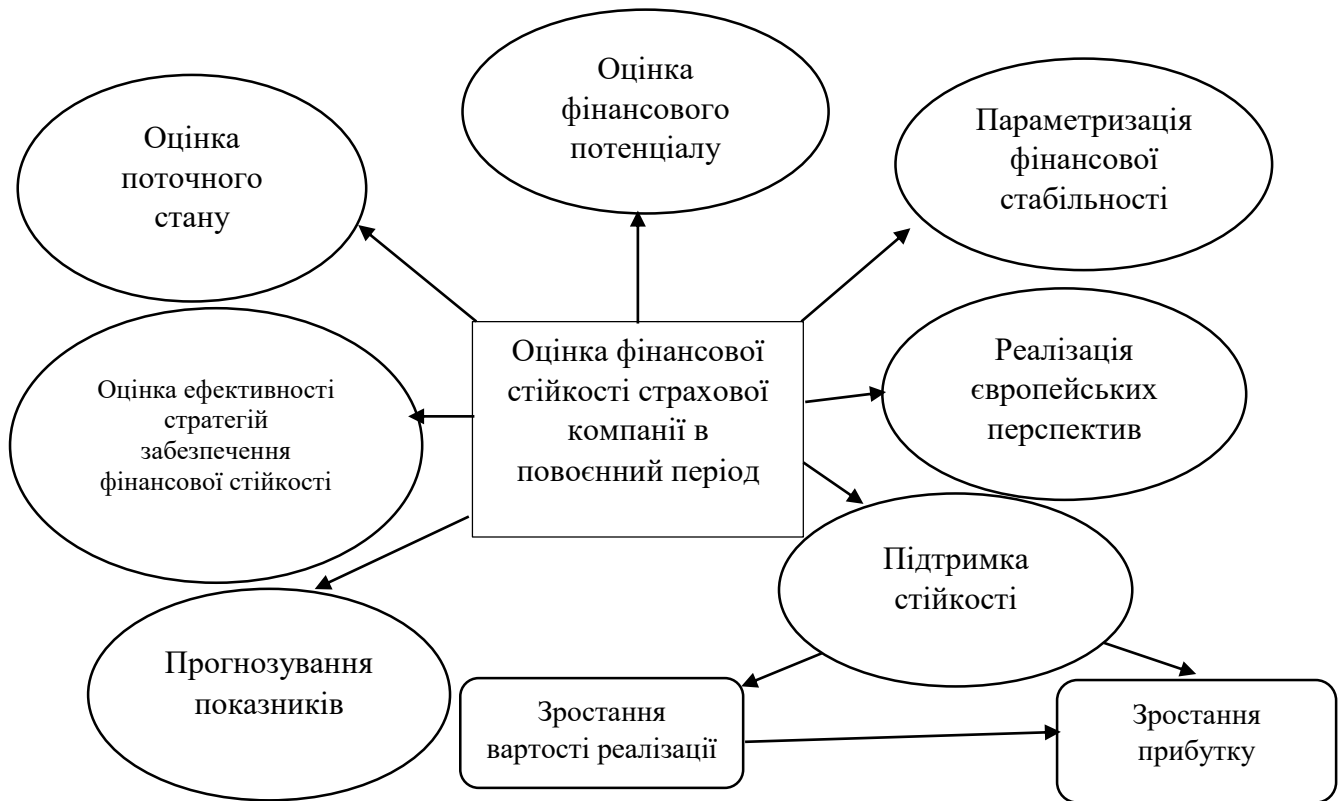 Оцінка
фінансового
потенціалу
Оцінка
поточного
стану
Параметризація
фінансової
стабільності
Оцінка фінансової
стійкості страхової
компанії в
повоєнний період
Реалізація
європейських
перспектив
Оцінка ефективності
стратегій
забезпечення
фінансової стійкості
Підтримка
стійкості
Прогнозування
показників
Зростання
вартості реалізації
Зростання
прибутку